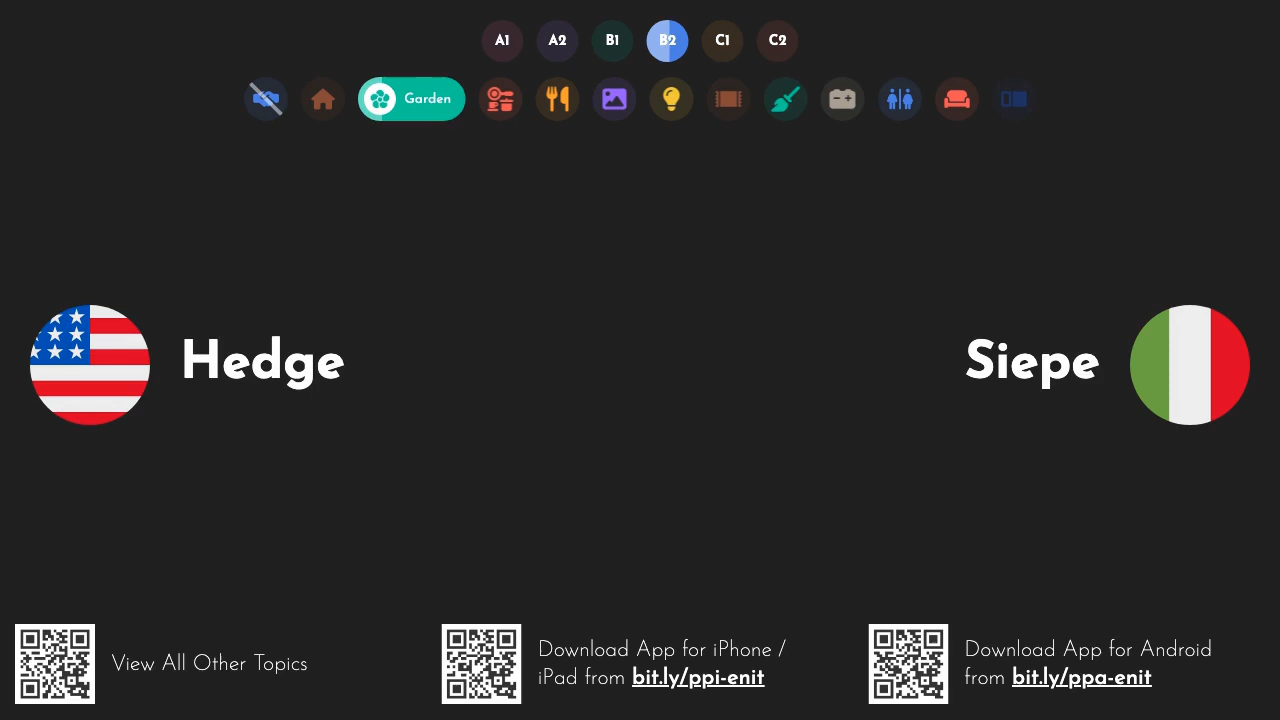 A1 A2 B1 B2 C1 C2
Garden
Hedge
Siepe
View All Other Topics
Download App for iPhone /
iPad from bit.ly/ppi-enit
Download App for Android
from bit.ly/ppa-enit